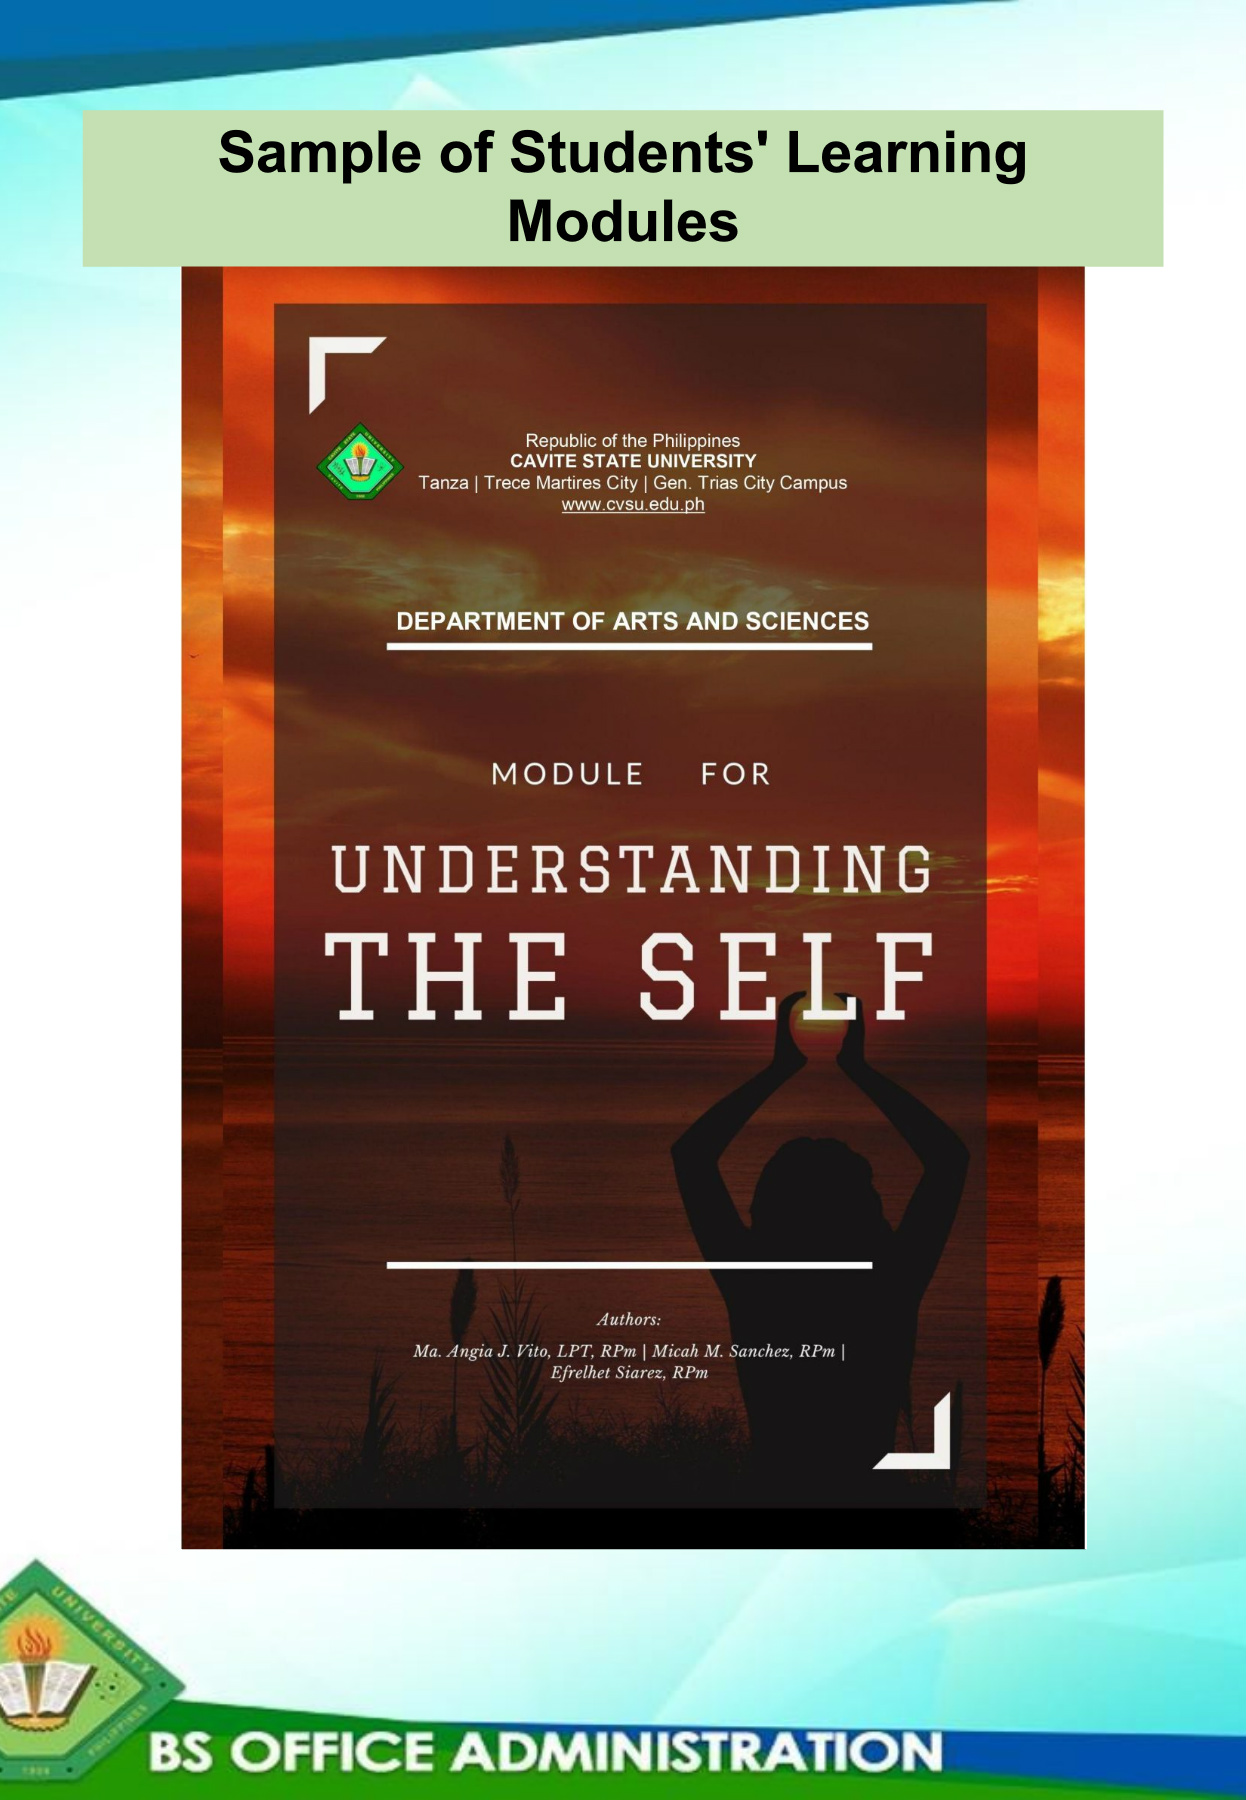 Sample of Students' Learning
Modules
Republic of the Philippines
CAVITE STATE UNIVERSITY
Tanza | Trece Martires City | Gen. Trias City Campus
www.cvsu.edu.ph
DEPARTMENT OF ARTS AND SCIENCES
MODULE FOR
UNDERSTANDING
THE SELF
Authors:
Ma. Angia J. Vito, LPT, RPm | Micah M. Sanchez, RPm |
Efrelhet Siarez, RPm
UNIVERSITY
PHILIPPINES
BS OFFICE ADMINISTRATION